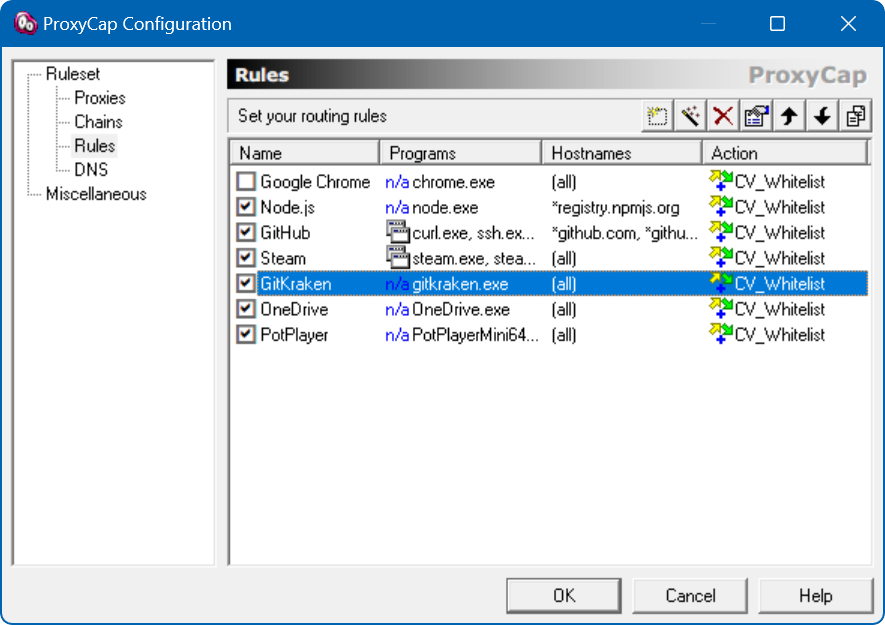 ProxyCap Configuration
Ruleset
Proxies
Chains
Rules
DNS
Miscellaneous
Rules ProxyCap
Set your routing rules
Name Programs Hostnames Action
Google Chrome n/a chrome.exe (all) CV_Whitelist
Node.js n/a node.exe *registry.npmjs.org CV_Whitelist
GitHub curl.exe, ssh.ex... *github.com, *githu... CV_Whitelist
Steam steam.exe, stea... (all) CV_Whitelist
GitKraken n/a gitkraken.exe (all) CV_Whitelist
OneDrive n/a OneDrive.exe (all) CV_Whitelist
PotPlayer n/a PotPlayerMini64... (all) CV_Whitelist
OK Cancel Help